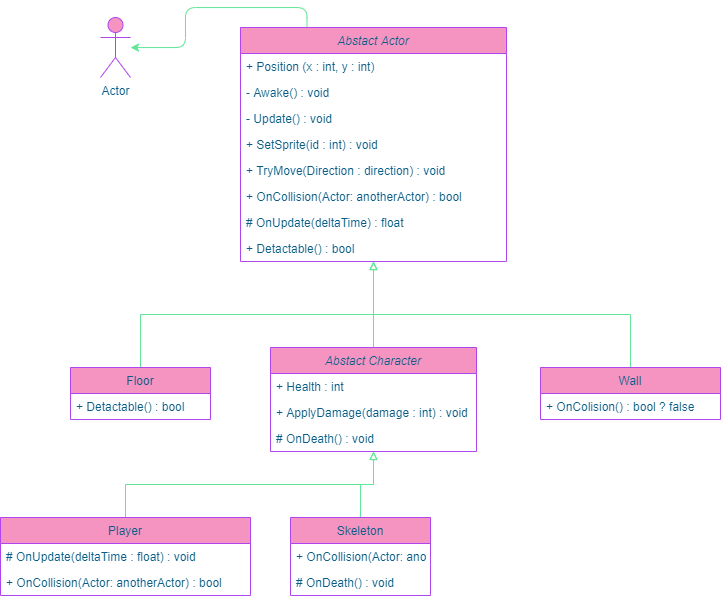 Abstact Actor
+ Position (x : int, y : int)
- Awake() : void
- Update() : void
+ SetSprite(id : int) : void
+ TryMove(Direction : direction) : void
+ OnCollision(Actor: anotherActor) : bool
# OnUpdate(deltaTime) : float
+ Detactable() : bool
Actor
Floor
+ Detactable() : bool
Abstact Character
+ Health : int
+ ApplyDamage(damage : int) : void
# OnDeath() : void
Wall
+ OnColision() : bool ? false
Player
# OnUpdate(deltaTime : float) : void
+ OnCollision(Actor: anotherActor) : bool
Skeleton
+ OnCollision(Actor: ano
# OnDeath() : void